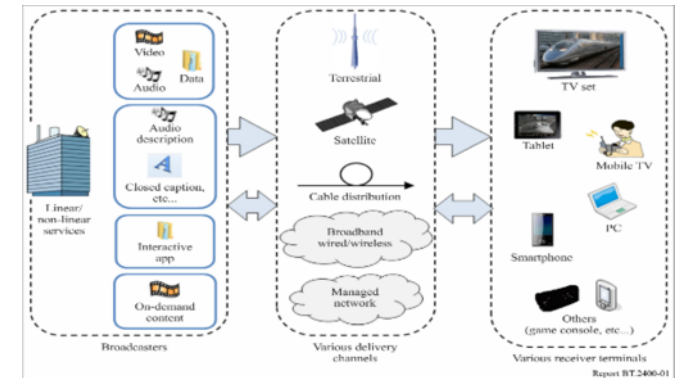 Video
Data
Audio
Audio
description
A
Closed caption,
etc...
Linear/
non-linear
services
Interactive
app
On-demand
content
Broadcasters
Terrestrial
Satellite
Cable distribution
Broadband
wired/wireless
Managed
network
Various delivery
channels
TV set
Tablet
Mobile TV
PC
Smartphone
Others
(game console, etc...)
Various receiver terminals
Report BT.2400-01